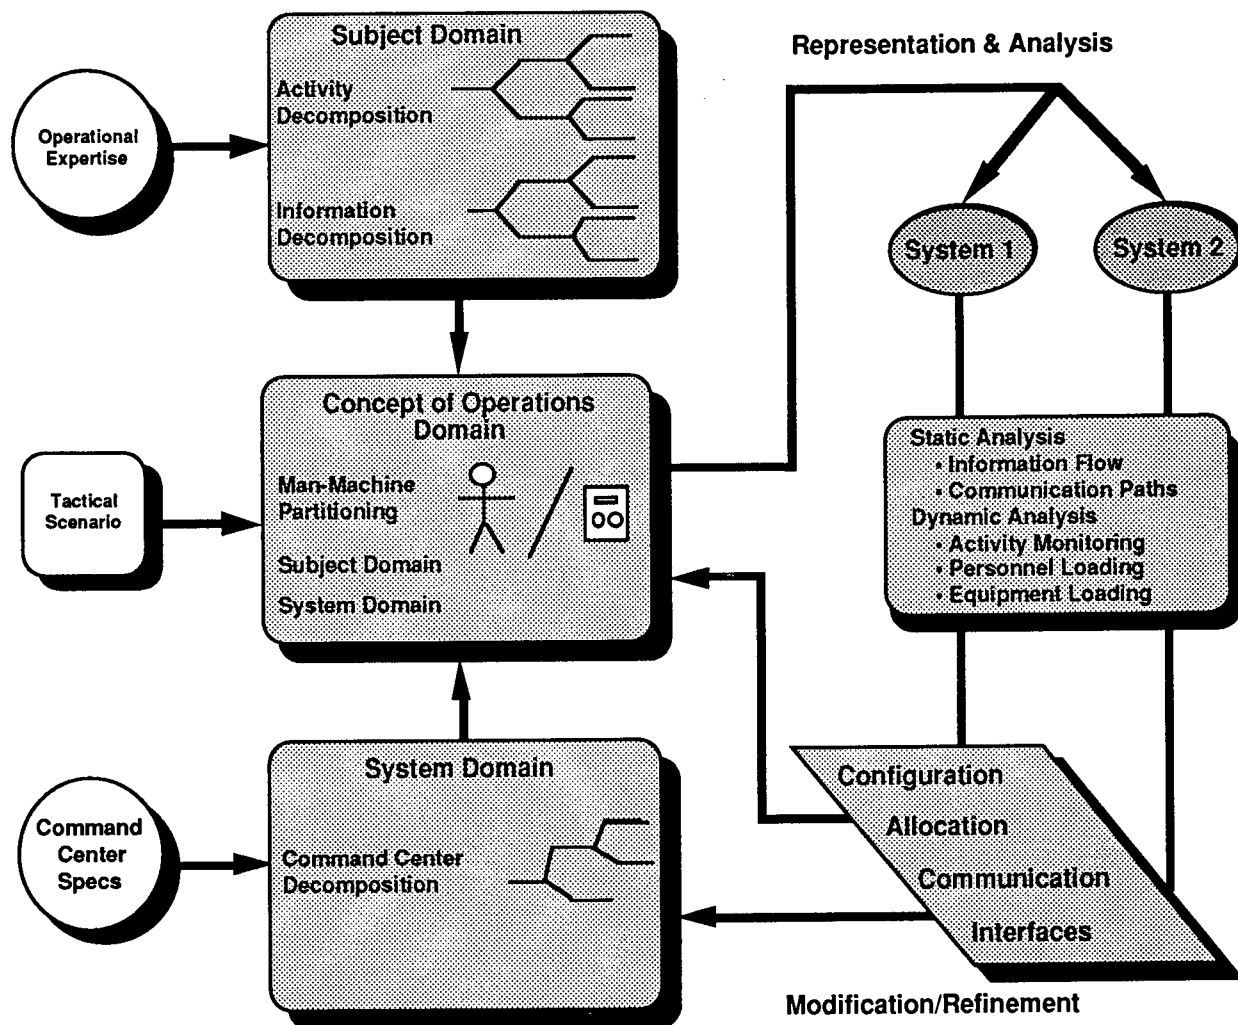 Subject Domain
Activity
Decomposition
Information
Decomposition
Operational
Expertise
Representation & Analysis
System 1
System 2
Concept of Operations
Domain
Man-Machine
Partitioning
Subject Domain
System Domain
Tactical
Scenario
Static Analysis
• Information Flow
• Communication Paths
Dynamic Analysis
• Activity Monitoring
• Personnel Loading
• Equipment Loading
System Domain
Command Center
Decomposition
Command
Center
Specs
Configuration
Allocation
Communication
Interfaces
Modification/Refinement